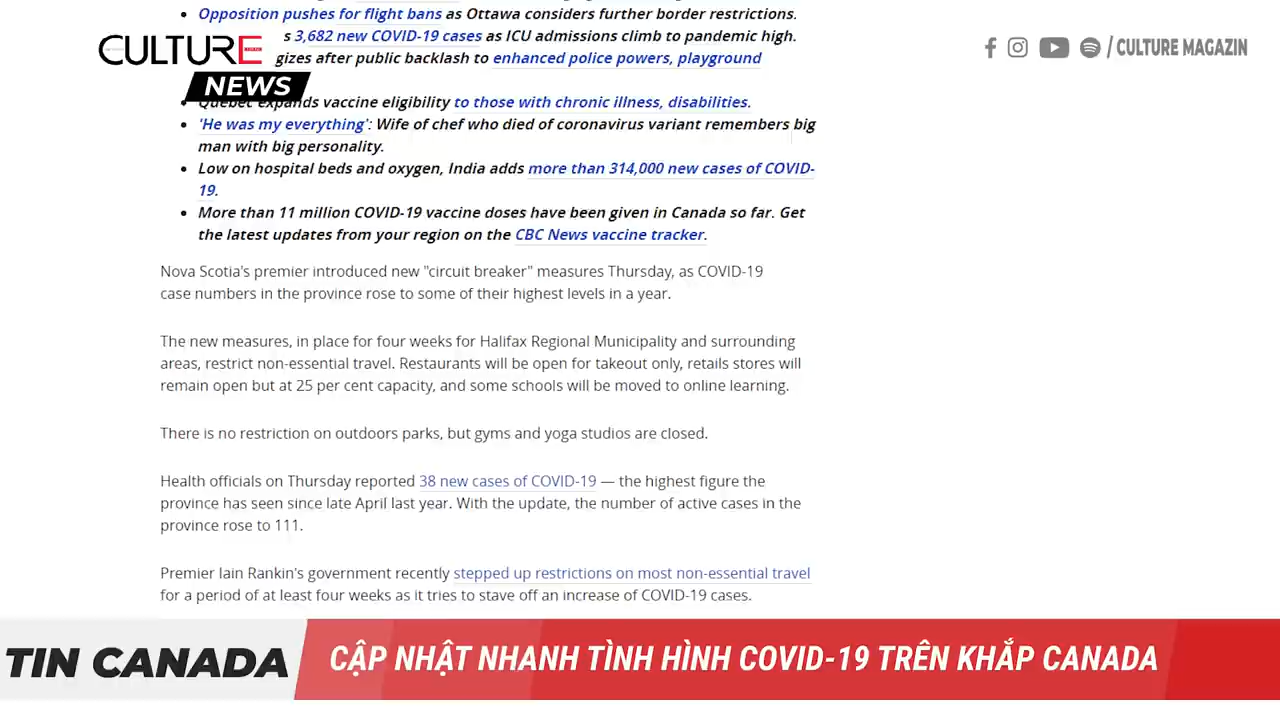 Opposition pushes for flight bans as Ottawa considers further border restrictions.
s 3,682 new COVID-19 cases as ICU admissions climb to pandemic high.
gizes after public backlash to enhanced police powers, playground
CULTURE
NEWS
/ CULTURE MAGAZIN
Quebec expands vaccine eligibility to those with chronic illness, disabilities.
'He was my everything': Wife of chef who died of coronavirus variant remembers big
man with big personality.
Low on hospital beds and oxygen, India adds more than 314,000 new cases of COVID-
19.
More than 11 million COVID-19 vaccine doses have been given in Canada so far. Get
the latest updates from your region on the CBC News vaccine tracker.
Nova Scotia's premier introduced new "circuit breaker" measures Thursday, as COVID-19
case numbers in the province rose to some of their highest levels in a year.
The new measures, in place for four weeks for Halifax Regional Municipality and surrounding
areas, restrict non-essential travel. Restaurants will be open for takeout only, retails stores will
remain open but at 25 per cent capacity, and some schools will be moved to online learning.
There is no restriction on outdoors parks, but gyms and yoga studios are closed.
Health officials on Thursday reported 38 new cases of COVID-19 — the highest figure the
province has seen since late April last year. With the update, the number of active cases in the
province rose to 111.
Premier Iain Rankin's government recently stepped up restrictions on most non-essential travel
for a period of at least four weeks as it tries to stave off an increase of COVID-19 cases.
TIN CANADA
CẬP NHẬT NHANH TÌNH HÌNH COVID-19 TRÊN KHẮP CANADA